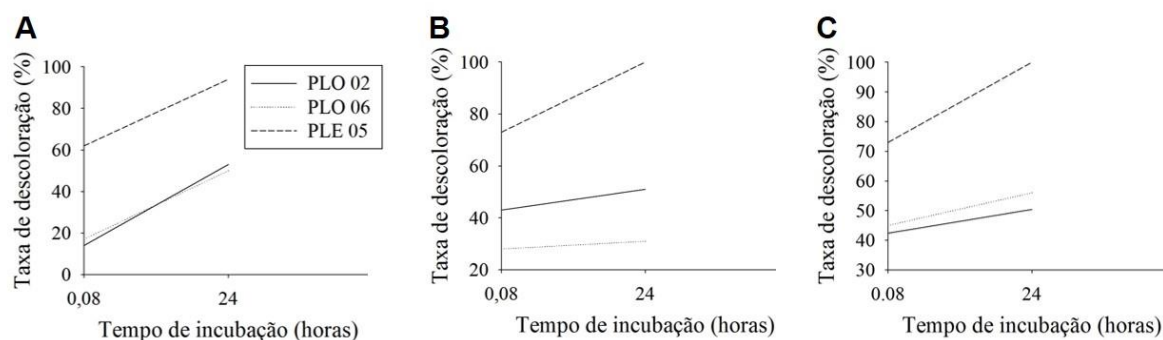 A
Taxa de descoloração (%)
100
80
60
40
20
0
0,08
24
Tempo de incubação (horas)
PLO 02
PLO 06
PLE 05
B
Taxa de descoloração (%)
100
80
60
40
20
0,08
24
Tempo de incubação (horas)
C
Taxa de descoloração (%)
100
90
80
70
60
50
40
30
0.08
24
Tempo de incubação (horas)